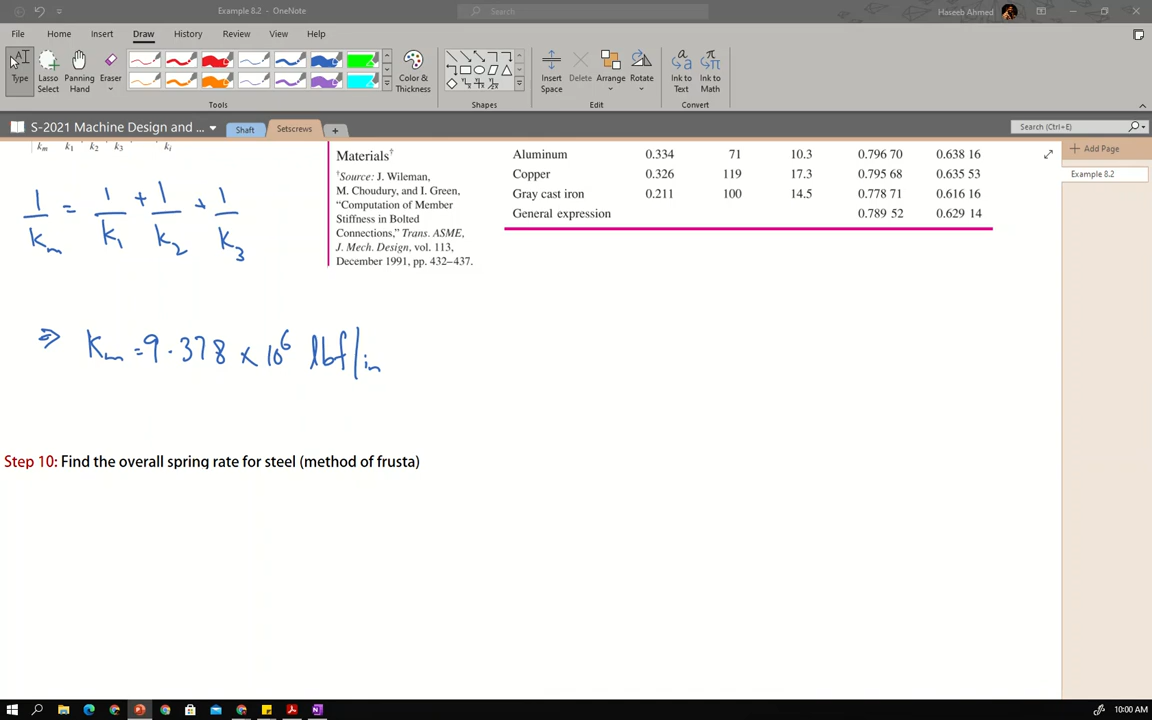 Example 8.2 - OneNote
Search
Haseeb Ahmed
File Home Insert Draw History Review View Help
Type
Lasso Select
Panning Hand
Eraser
Color & Thickness
Insert Space
Delete
Arrange
Rotate
Ink to Text
Ink to Math
Tools
Shapes
Edit
Convert
S-2021 Machine Design and ...
Shaft
Setscrews
Search (Ctrl+E)
Add Page
Example 8.2
km k1 k2 k3 ki
1/km = 1/k1 + 1/k2 + 1/k3
⇒ km = 9.378 × 10^6 lbf/in
Materials†
†Source: J. Wileman,
M. Choudury, and I. Green,
“Computation of Member
Stiffness in Bolted
Connections,” Trans. ASME,
J. Mech. Design, vol. 113,
December 1991, pp. 432–437.
Aluminum 0.334 71 10.3 0.796 70 0.638 16
Copper 0.326 119 17.3 0.795 68 0.635 53
Gray cast iron 0.211 100 14.5 0.778 71 0.616 16
General expression 0.789 52 0.629 14
Step 10: Find the overall spring rate for steel (method of frusta)
10:00 AM